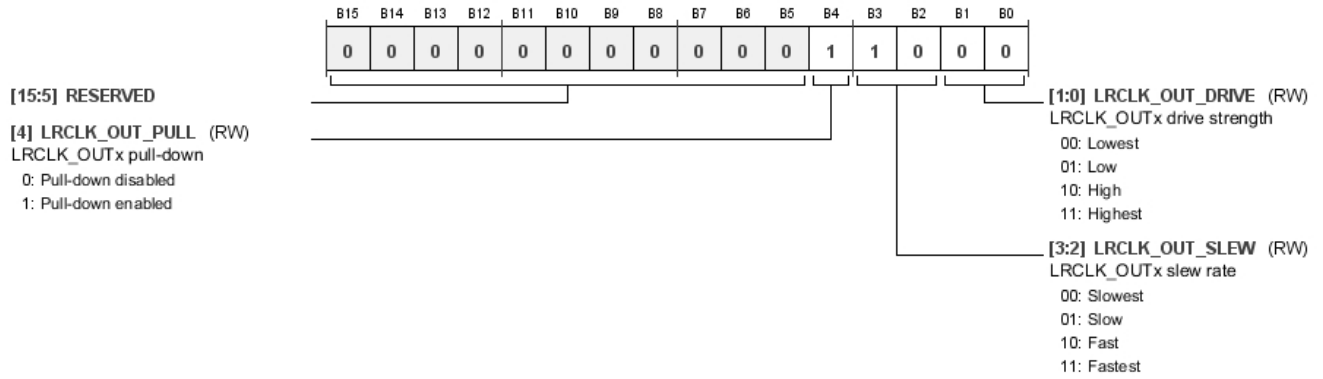 B15 B14 B13 B12 B11 B10 B9 B8 B7 B6 B5 B4 B3 B2 B1 B0
0 0 0 0 0 0 0 0 0 0 0 1 1 0 0 0
[15:5] RESERVED
[4] LRCLK_OUT_PULL (RW)
LRCLK_OUTx pull-down
0: Pull-down disabled
1: Pull-down enabled
[1:0] LRCLK_OUT_DRIVE (RW)
LRCLK_OUTx drive strength
00: Lowest
01: Low
10: High
11: Highest
[3:2] LRCLK_OUT_SLEW (RW)
LRCLK_OUTx slew rate
00: Slowest
01: Slow
10: Fast
11: Fastest